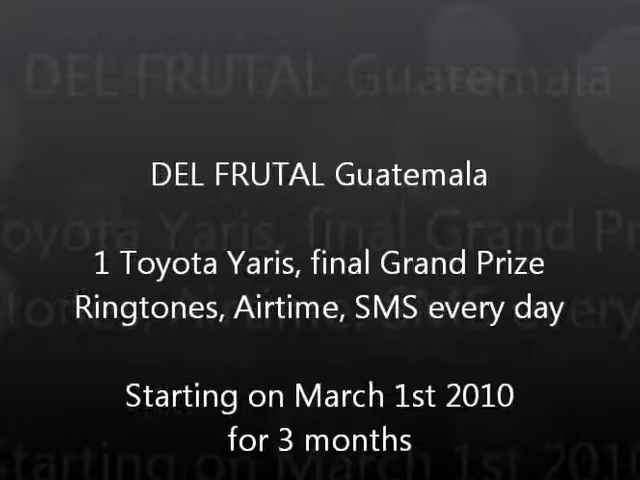 DEL FRUTAL Guatemala
1 Toyota Yaris, final Grand Prize
Ringtones, Airtime, SMS every day
Starting on March 1st 2010
for 3 months